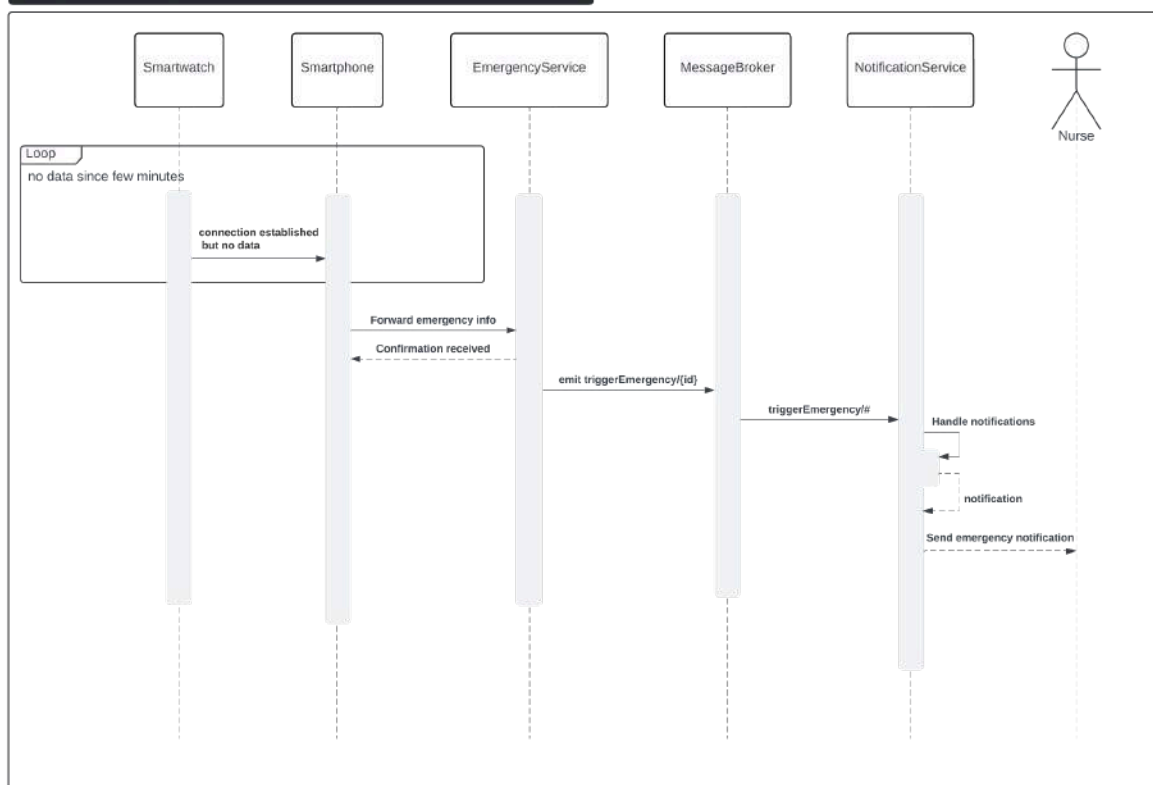 Smartwatch
Smartphone
EmergencyService
MessageBroker
NotificationService
Nurse
Loop
no data since few minutes
connection established
but no data
Forward emergency info
Confirmation received
emit triggerEmergency/{id}
triggerEmergency/#
Handle notifications
notification
Send emergency notification